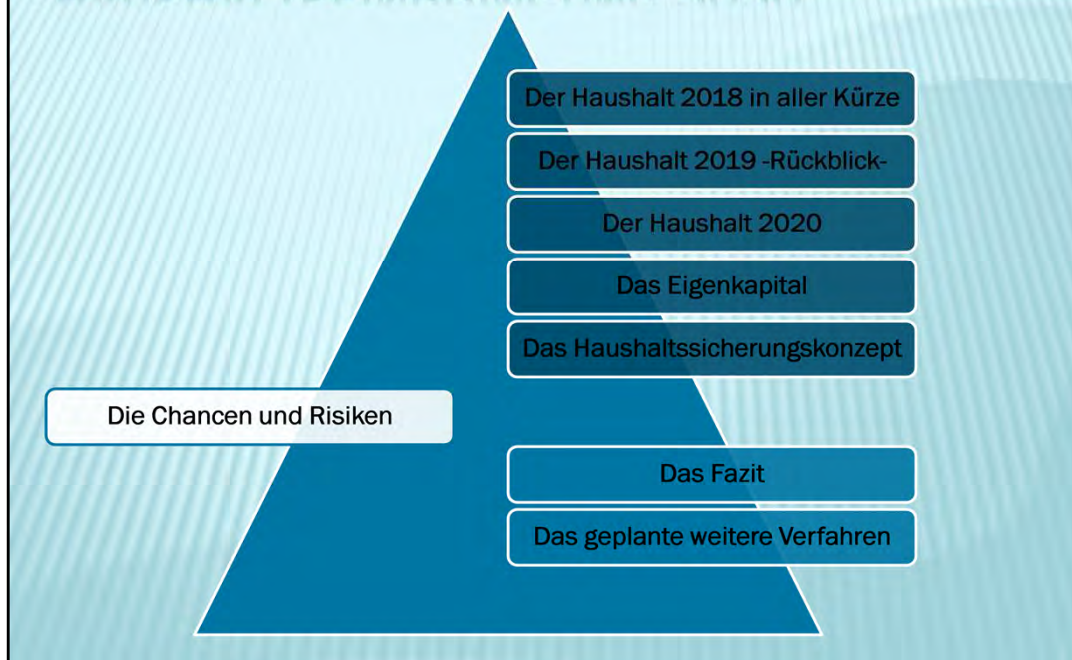 Der Haushalt 2018 in aller Kürze
Der Haushalt 2019 -Rückblick-
Der Haushalt 2020
Das Eigenkapital
Das Haushaltssicherungskonzept
Die Chancen und Risiken
Das Fazit
Das geplante weitere Verfahren